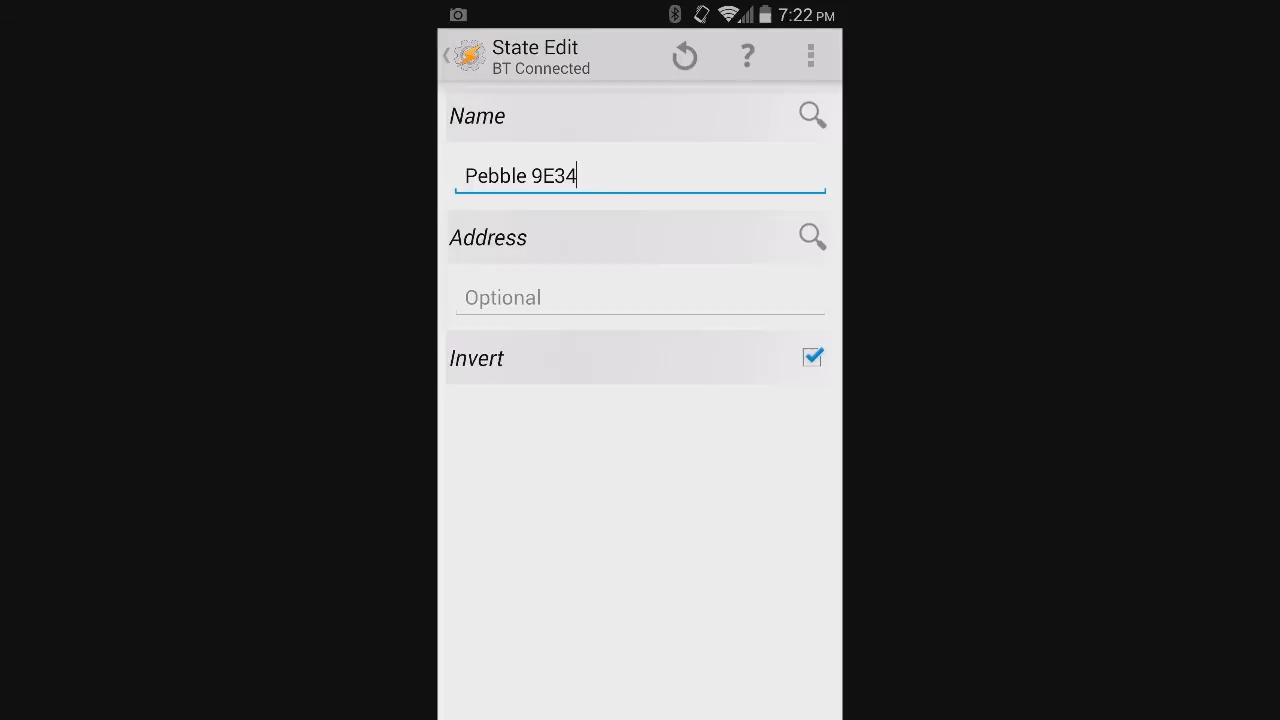 7:22 PM
State Edit
BT Connected
?
Name
Pebble 9E34
Address
Optional
Invert